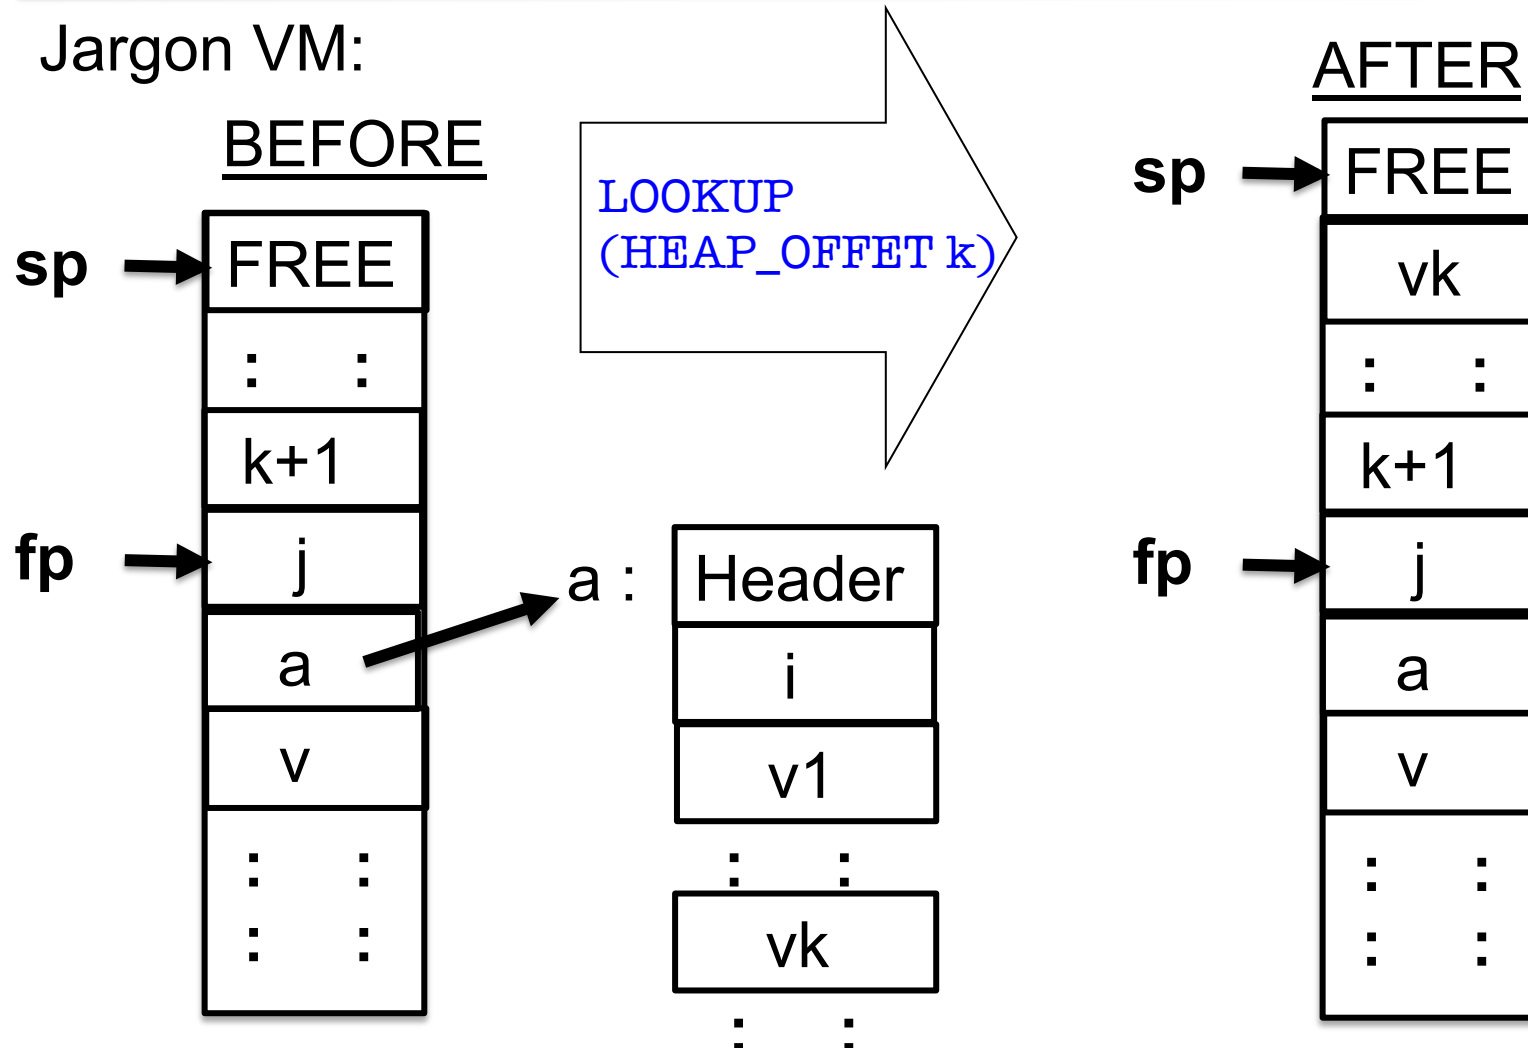 Jargon VM:
BEFORE
sp
FREE
: :
k+1
fp
j
a
v
: :
: :
LOOKUP
(HEAP_OFFET k)
a :
Header
i
v1
: :
vk
: :
AFTER
sp
FREE
vk
: :
k+1
fp
j
a
v
: :
: :